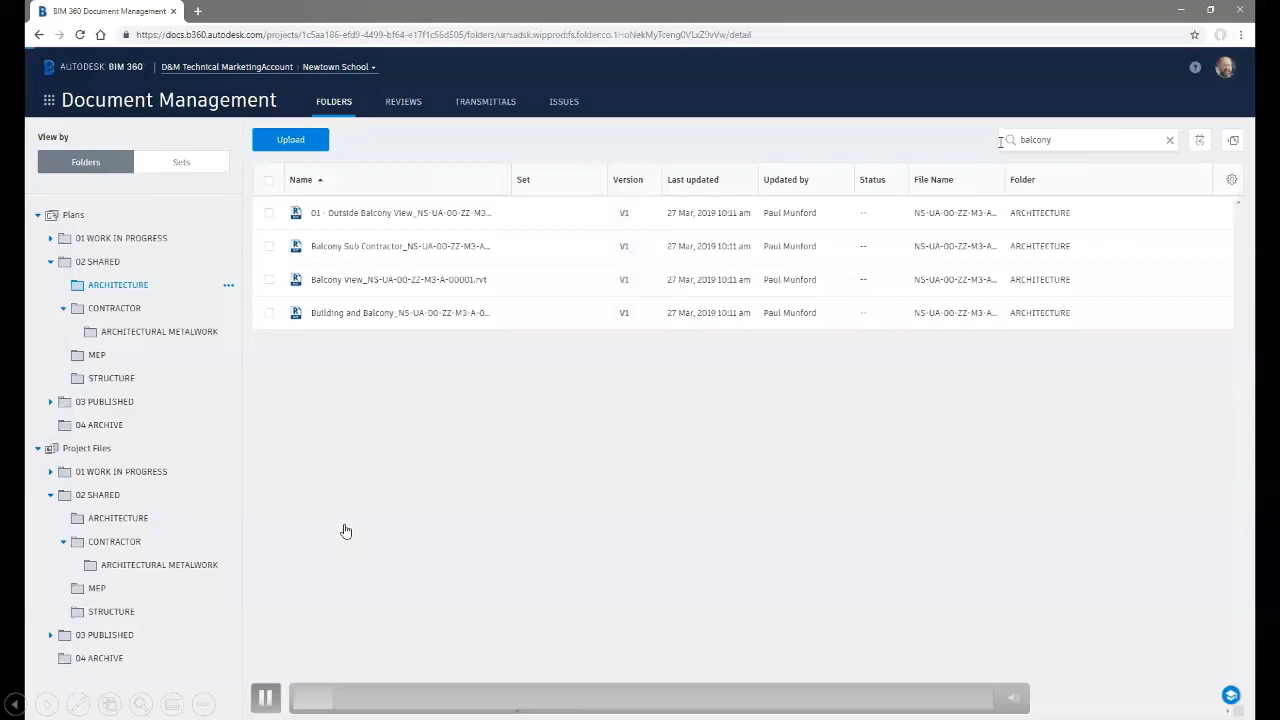 BIM 360 Document Management
https://docs.b360.autodesk.com/projects/1c5aa186-efd9-4499-bf64-e17f1c56d505/folders/urn:adsk.wipprod:fs.folder.co.1HoNekMyTceng0VLxZ9vVw/detail
AUTODESK BIM 360 D&M Technical MarketingAccount Newtown School
Document Management FOLDERS REVIEWS TRANSMITTALS ISSUES
View by
Folders Sets
Plans
01 WORK IN PROGRESS
02 SHARED
ARCHITECTURE
CONTRACTOR
ARCHITECTURAL METALWORK
MEP
STRUCTURE
03 PUBLISHED
04 ARCHIVE
Project Files
01 WORK IN PROGRESS
02 SHARED
ARCHITECTURE
CONTRACTOR
ARCHITECTURAL METALWORK
MEP
STRUCTURE
03 PUBLISHED
04 ARCHIVE
Upload balcony
Name Set Version Last updated Updated by Status File Name Folder
01 - Outside Balcony View_NS-UA-00-ZZ-M3... V1 27 Mar, 2019 10:11 am Paul Munford -- NS-UA-00-ZZ-M3-A... ARCHITECTURE
Balcony Sub Contractor_NS-UA-00-ZZ-M3-A... V1 27 Mar, 2019 10:11 am Paul Munford -- NS-UA-00-ZZ-M3-A... ARCHITECTURE
Balcony View_NS-UA-00-ZZ-M3-A-00001.rvt V1 27 Mar, 2019 10:11 am Paul Munford -- NS-UA-00-ZZ-M3-A... ARCHITECTURE
Building and Balcony_NS-UA-00-ZZ-M3-A-0... V1 27 Mar, 2019 10:11 am Paul Munford -- NS-UA-00-ZZ-M3-A... ARCHITECTURE